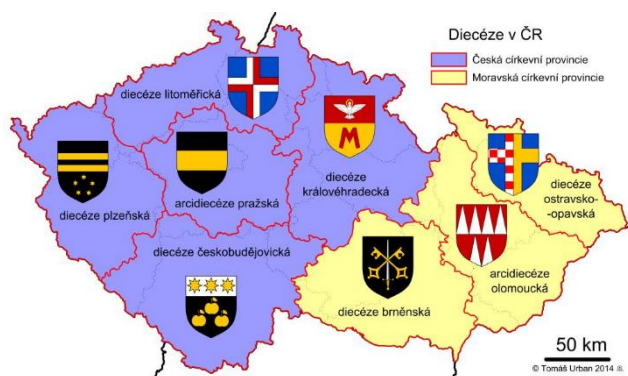 Diecéze v ČR
Česká církevní provincie
Moravská církevní provincie
diecéze litoměřická
M
diecéze
královéhradecká
diecéze plzeňská
arcidiecéze pražská
diecéze
ostravsko-
-opavská
diecéze českobudějovická
arcidiecéze
olomoucká
diecéze brněnská
50 km
© Tomáš Urban 2014